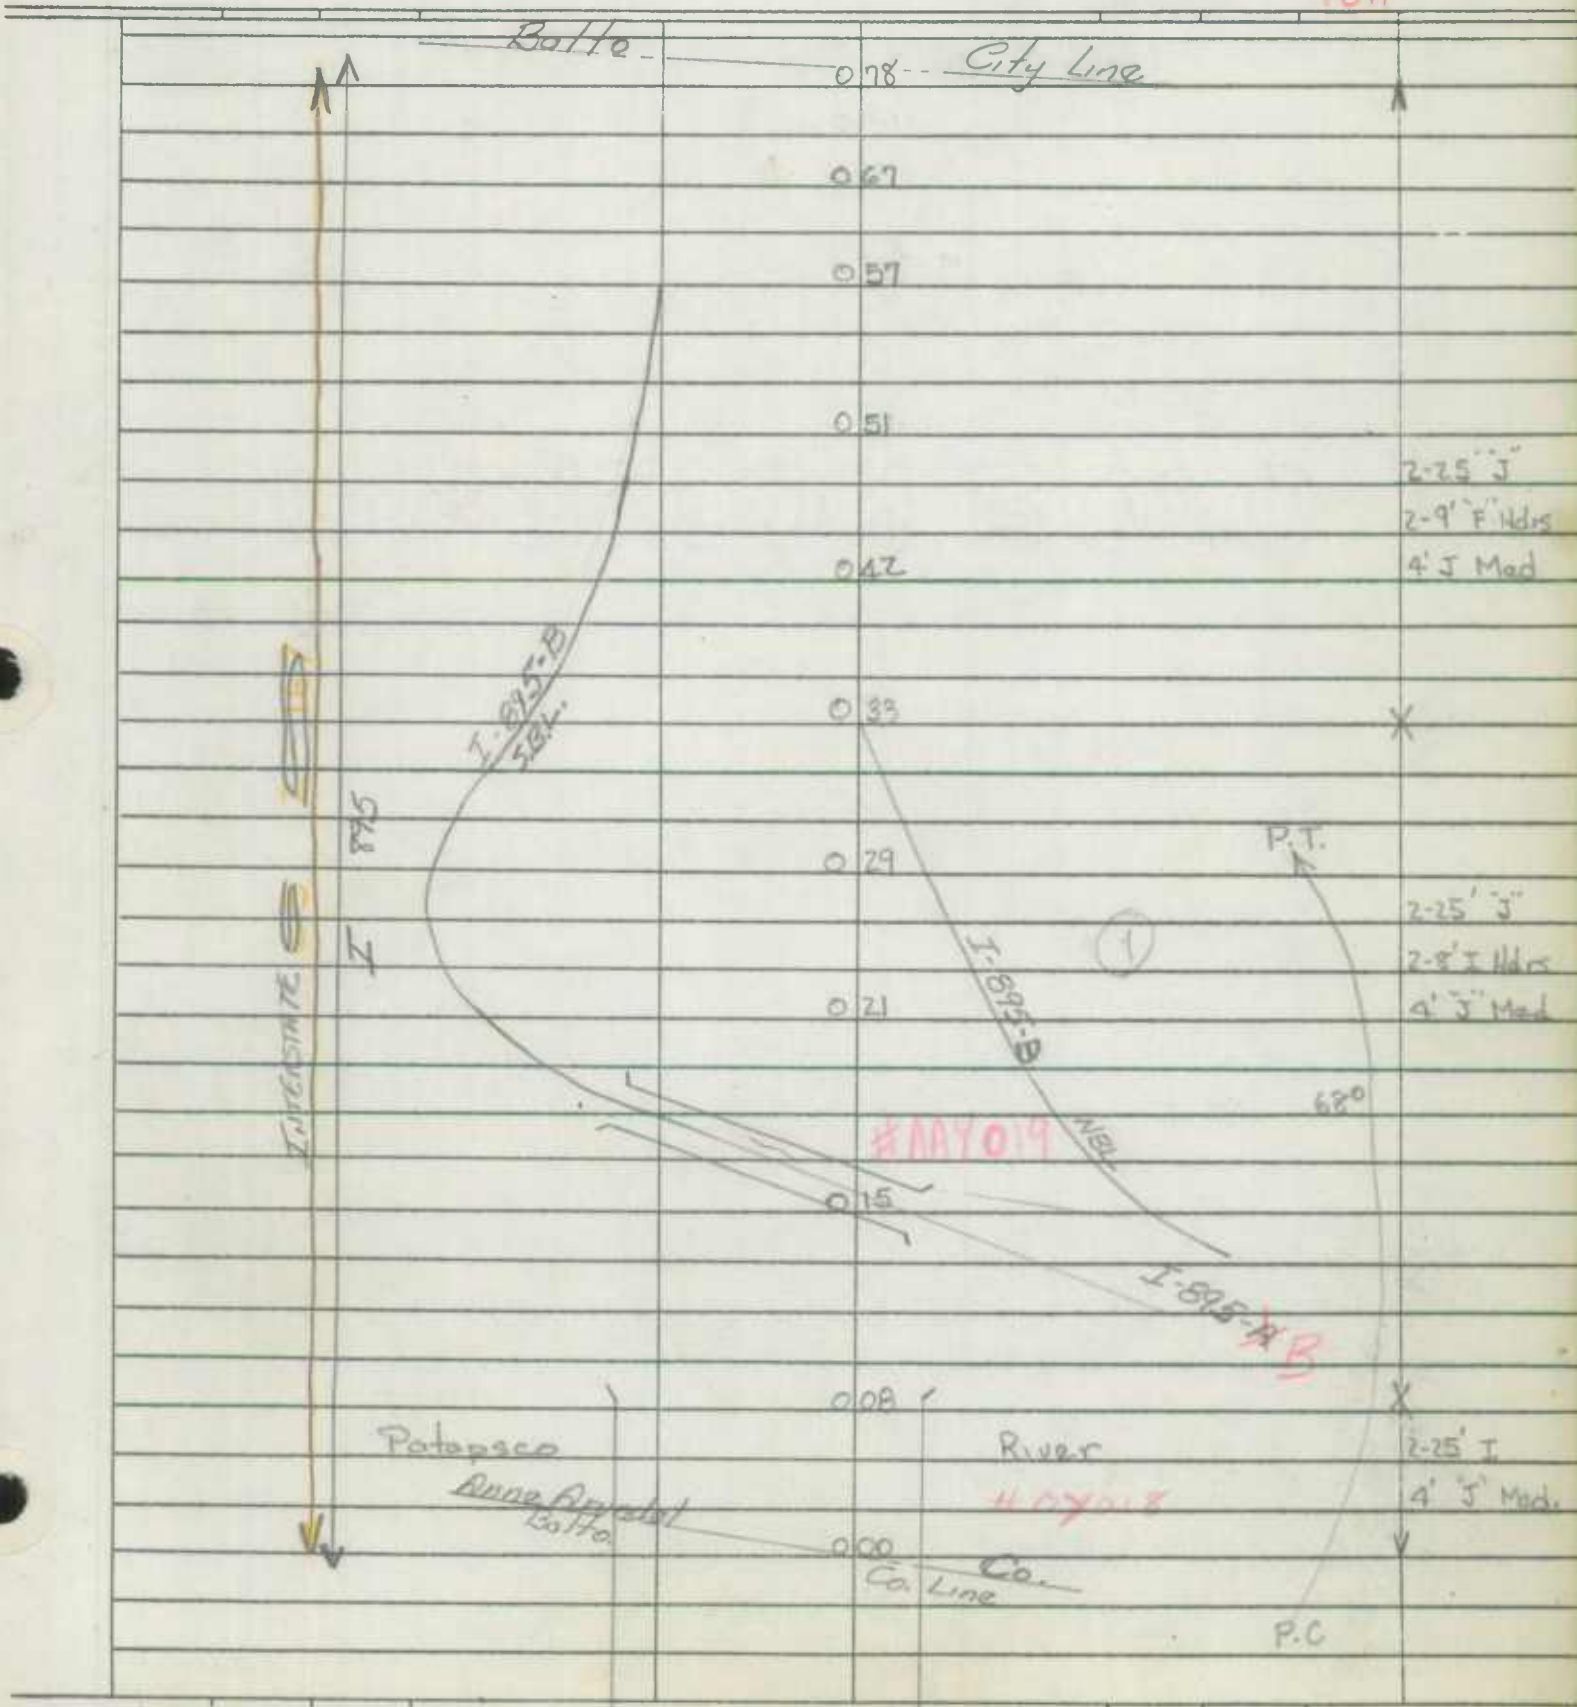 Balto. City Line
0.78
0.67
0.57
0.51
2-25' "J"
2-9' "F" Hdrs
0.42
4' J Med
I-895-B
S.B.L.
0.33
I 895
P.T.
0.29
2-25' "J"
1
I-895-B
2-8' I Hdrs
0.21
4' "J" Med
INTERSTATE
68°
#AAY019
NBL
0.15
I-895-A B
0.08
Patapsco River
2-25' I
4' "J" Med.
Anne Arundel Co.
Balto.
0.00
Co. Line
P.C